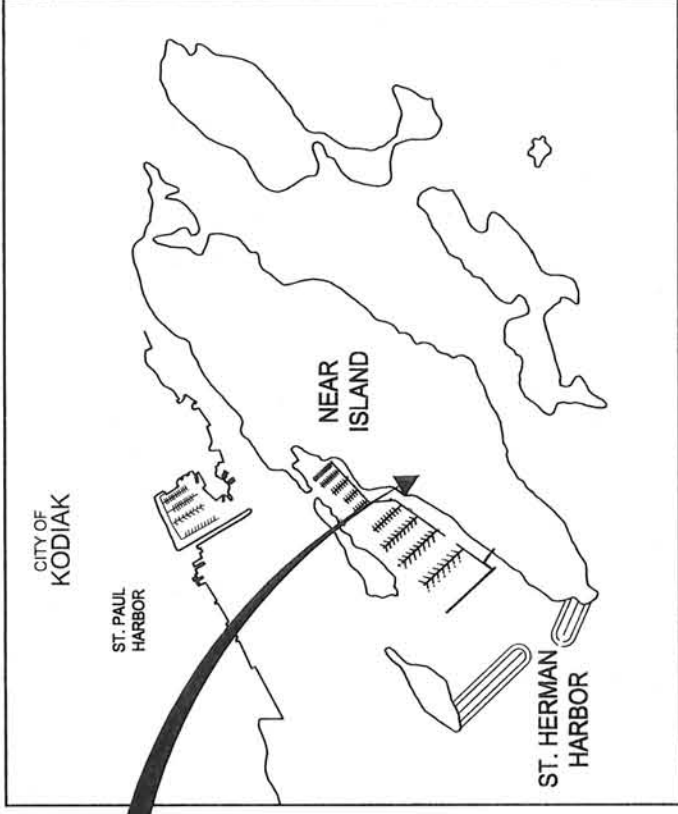 CITY OF
KODIAK
ST. PAUL
HARBOR
NEAR
ISLAND
ST. HERMAN
HARBOR